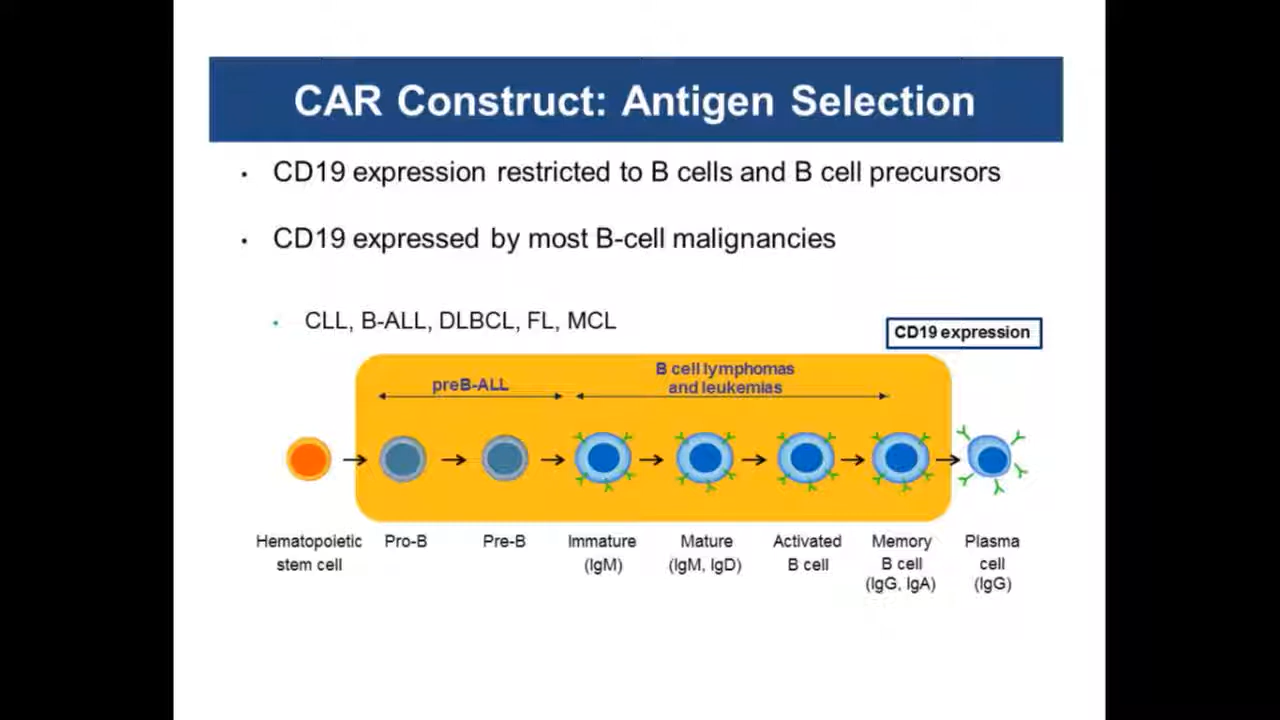 CAR Construct: Antigen Selection
• CD19 expression restricted to B cells and B cell precursors
• CD19 expressed by most B-cell malignancies
• CLL, B-ALL, DLBCL, FL, MCL
CD19 expression
preB-ALL
B cell lymphomas
and leukemias
Hematopoietic
stem cell
Pro-B
Pre-B
Immature
(IgM)
Mature
(IgM, IgD)
Activated
B cell
Memory
B cell
(IgG, IgA)
Plasma
cell
(IgG)